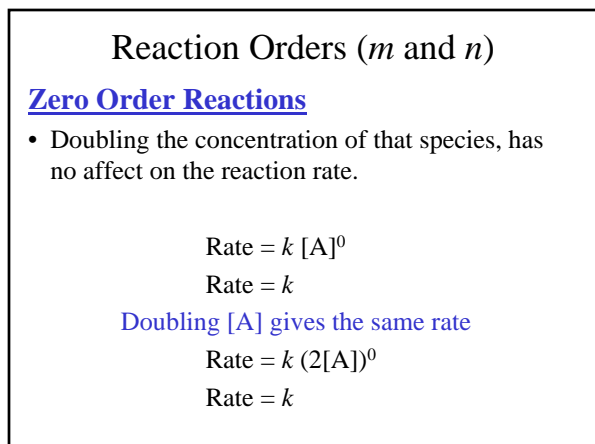 Reaction Orders (m and n)
Zero Order Reactions
• Doubling the concentration of that species, has
no affect on the reaction rate.
Rate = k [A]⁰
Rate = k
Doubling [A] gives the same rate
Rate = k (2[A])⁰
Rate = k